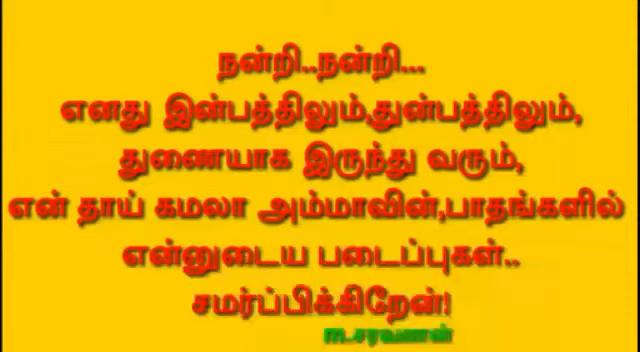 நன்றி..நன்றி...
எனது இன்பத்திலும்,துன்பத்திலும்,
துணையாக இருந்து வரும்,
என் தாய் கமலா அம்மாவின்,பாதங்களில்
என்னுடைய படைப்புகள்..
சமர்ப்பிக்கிறேன்!
m.சரவணன்